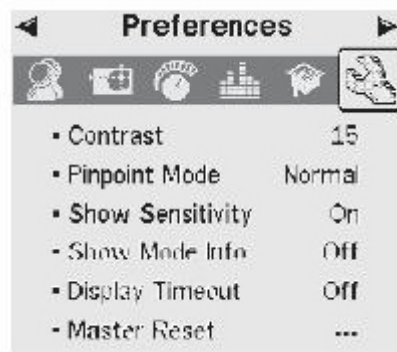 Preferences
Contrast 15
Pinpoint Mode Normal
Show Sensitivity On
Show Mode Info Off
Display Timeout Off
Master Reset ---